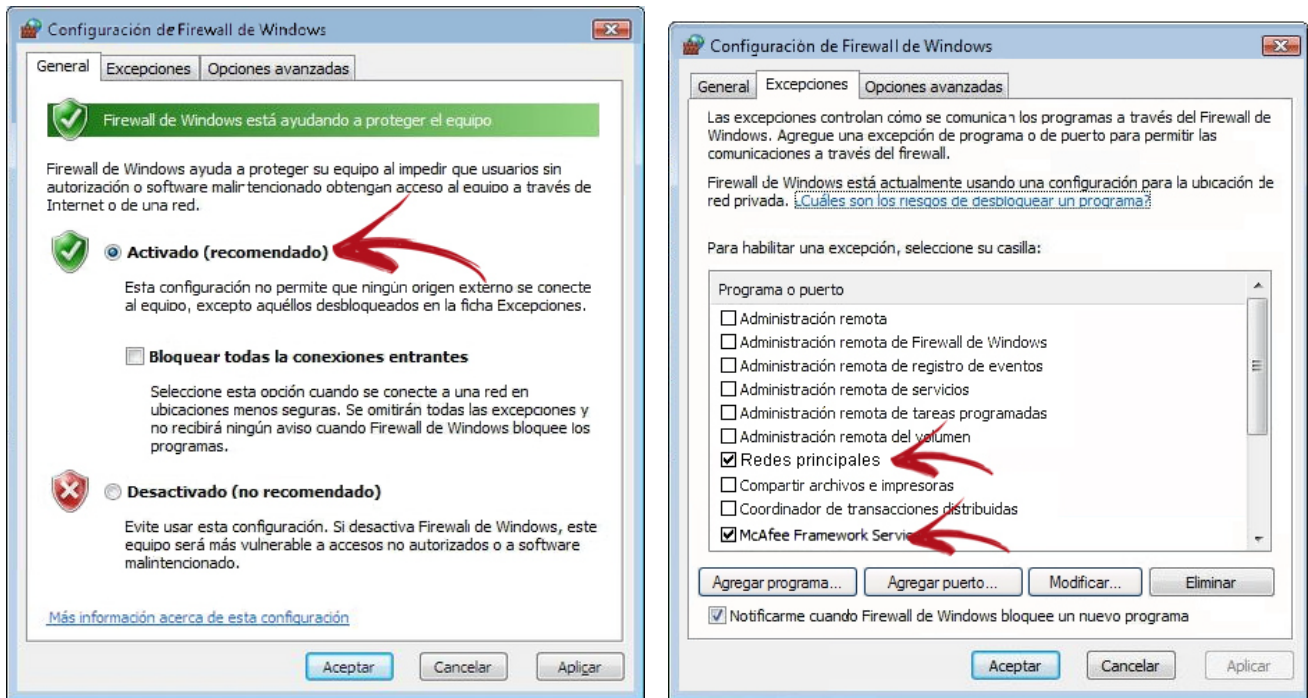 Configuración de Firewall de Windows
General
Excepciones
Opciones avanzadas
Firewall de Windows está ayudando a proteger el equipo
Firewall de Windows ayuda a proteger su equipo al impedir que usuarios sin
autorización o software malintencionado obtengan acceso al equipo a través de
Internet o de una red.
Activado (recomendado)
Esta configuración no permite que ningún origen externo se conecte
al equipo, excepto aquéllos desbloqueados en la ficha Excepciones.
Bloquear todas la conexiones entrantes
Seleccione esta opción cuando se conecte a una red en
ubicaciones menos seguras. Se omitirán todas las excepciones y
no recibirá ningún aviso cuando Firewall de Windows bloquee los
programas.
Desactivado (no recomendado)
Evite usar esta configuración. Si desactiva Firewall de Windows, este
equipo será más vulnerable a accesos no autorizados o a software
malintencionado.
Más información acerca de esta configuración
Aceptar
Cancelar
Aplicar
Configuración de Firewall de Windows
General
Excepciones
Opciones avanzadas
Las excepciones controlan cómo se comunican los programas a través del Firewall de
Windows. Agregue una excepción de programa o de puerto para permitir las
comunicaciones a través del firewall.
Firewall de Windows está actualmente usando una configuración para la ubicación de
red privada. ¿Cuáles son los riesgos de desbloquear un programa?
Para habilitar una excepción, seleccione su casilla:
Programa o puerto
Administración remota
Administración remota de Firewall de Windows
Administración remota de registro de eventos
Administración remota de servicios
Administración remota de tareas programadas
Administración remota del volumen
Redes principales
Compartir archivos e impresoras
Coordinador de transacciones distribuidas
McAfee Framework
Agregar programa...
Agregar puerto...
Modificar...
Eliminar
Notificarme cuando Firewall de Windows bloquee un nuevo programa
Aceptar
Cancelar
Aplicar